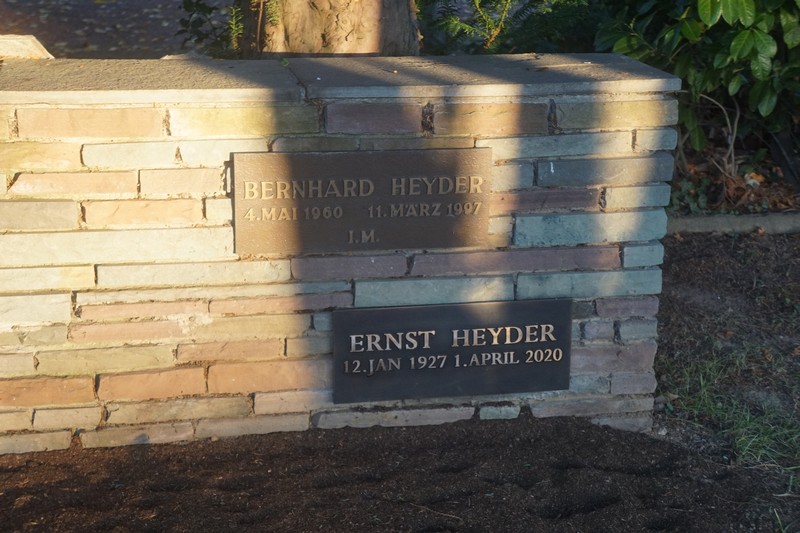 BERNHARD HEYDER
4.MAI 1960 11.MÄRZ 1997
I.M.
ERNST HEYDER
12.JAN 1927 1.APRIL 2020